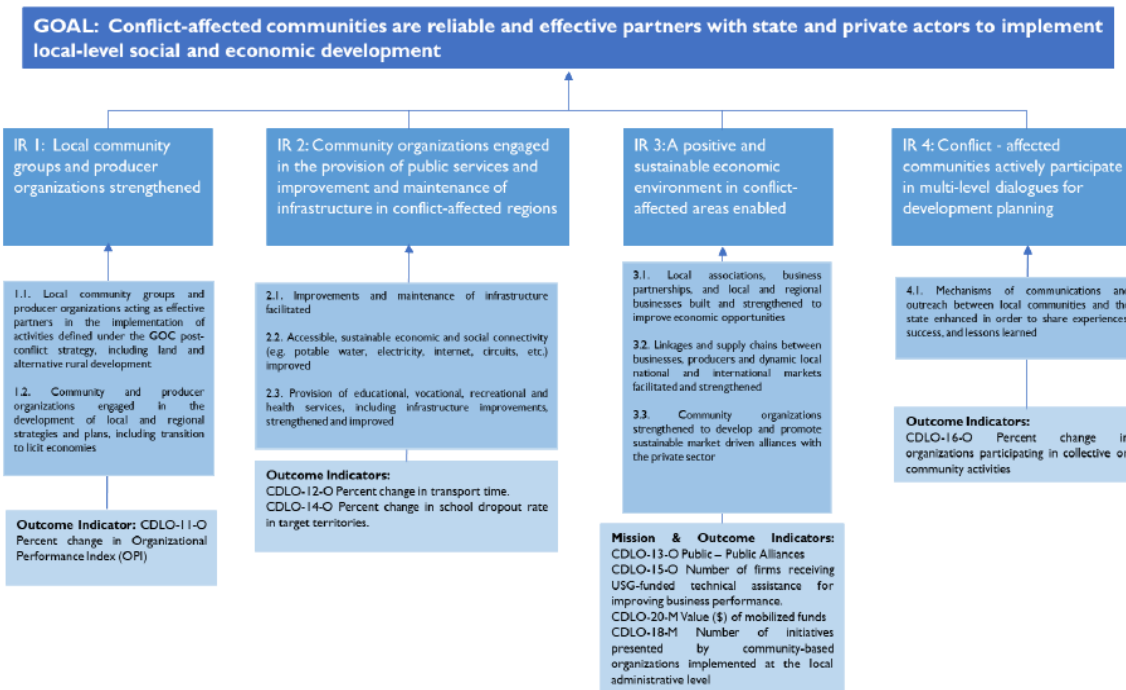 GOAL: Conflict-affected communities are reliable and effective partners with state and private actors to implement
local-level social and economic development
IR 1: Local community
groups and producer
organizations strengthened
IR 2: Community organizations engaged
in the provision of public services and
improvement and maintenance of
infrastructure in conflict-affected regions
IR 3: A positive and
sustainable economic
environment in conflict-
affected areas enabled
IR 4: Conflict - affected
communities actively participate
in multi-level dialogues for
development planning
1.1. Local community groups and
producer organizations acting as effective
partners in the implementation of
activities defined under the GOC post-
conflict strategy, including land and
alternative rural development
1.2. Community and producer
organizations engaged in the
development of local and regional
strategies and plans, including transition
to licit economies
Outcome Indicator: CDLO-11-O
Percent change in Organizational
Performance Index (OPI)
2.1. Improvements and maintenance of infrastructure
facilitated
2.2. Accessible, sustainable economic and social connectivity
(e.g. potable water, electricity, internet, circuits, etc.)
improved
2.3. Provision of educational, vocational, recreational and
health services, including infrastructure improvements,
strengthened and improved
Outcome Indicators:
CDLO-12-O Percent change in transport time.
CDLO-14-O Percent change in school dropout rate
in target territories.
3.1. Local associations, business
partnerships, and local and regional
businesses built and strengthened to
improve economic opportunities
3.2. Linkages and supply chains between
businesses, producers and dynamic local
national and international markets
facilitated and strengthened
3.3. Community organizations
strengthened to develop and promote
sustainable market driven alliances with
the private sector
Mission & Outcome Indicators:
CDLO-13-O Public – Public Alliances
CDLO-15-O Number of firms receiving
USG-funded technical assistance for
improving business performance.
CDLO-20-M Value ($) of mobilized funds
CDLO-18-M Number of initiatives
presented by community-based
organizations implemented at the local
administrative level
4.1. Mechanisms of communications and
outreach between local communities and the
state enhanced in order to share experiences
success, and lessons learned
Outcome Indicators:
CDLO-16-O Percent change in
organizations participating in collective or
community activities